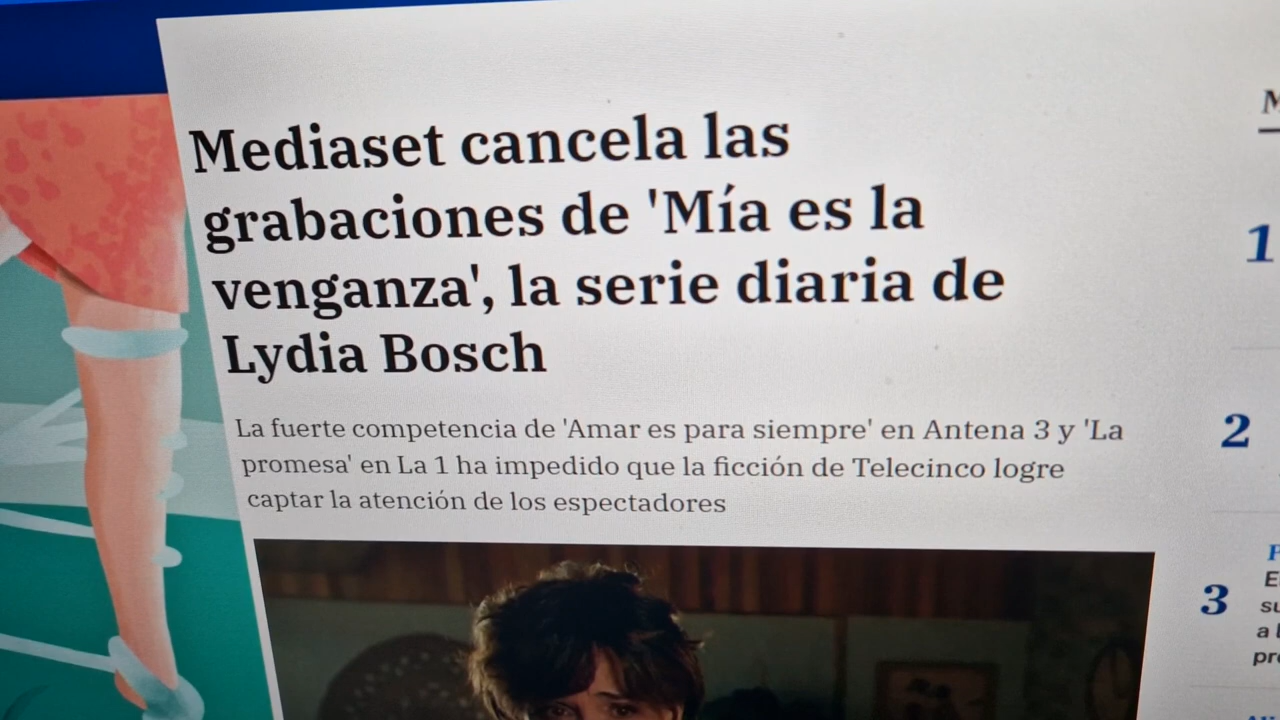 Mediaset cancela las
grabaciones de 'Mía es la
venganza', la serie diaria de
Lydia Bosch
La fuerte competencia de 'Amar es para siempre' en Antena 3 y 'La
promesa' en La 1 ha impedido que la ficción de Telecinco logre
captar la atención de los espectadores
1
2
3